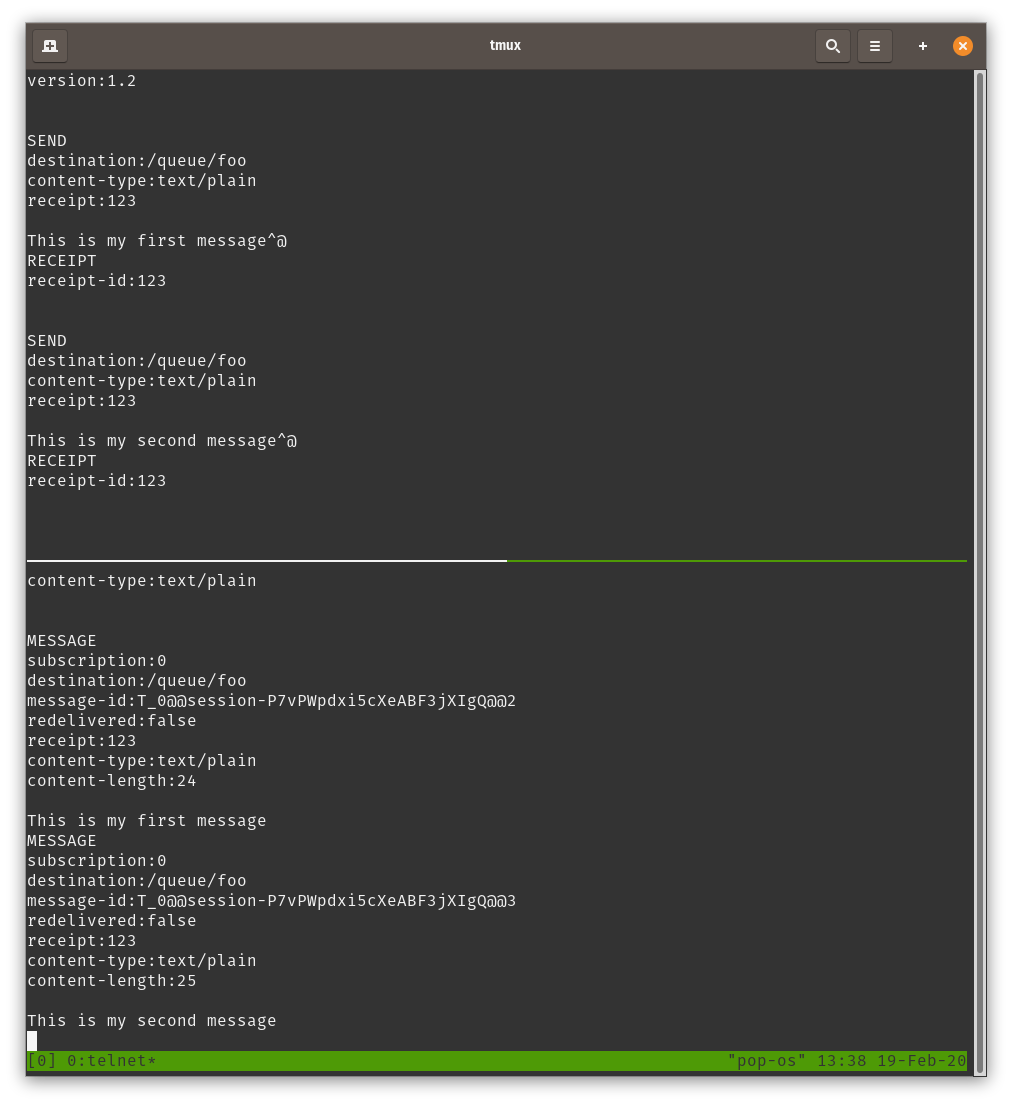 tmux
version:1.2
SEND
destination:/queue/foo
content-type:text/plain
receipt:123
This is my first message^@
RECEIPT
receipt-id:123
SEND
destination:/queue/foo
content-type:text/plain
receipt:123
This is my second message^@
RECEIPT
receipt-id:123
content-type:text/plain
MESSAGE
subscription:0
destination:/queue/foo
message-id:T_0@@session-P7vPWpdxi5cXeABF3jXIgQ@@2
redelivered:false
receipt:123
content-type:text/plain
content-length:24
This is my first message
MESSAGE
subscription:0
destination:/queue/foo
message-id:T_0@@session-P7vPWpdxi5cXeABF3jXIgQ@@3
redelivered:false
receipt:123
content-type:text/plain
content-length:25
This is my second message
[0] 0:telnet* "pop-os" 13:38 19-Feb-20